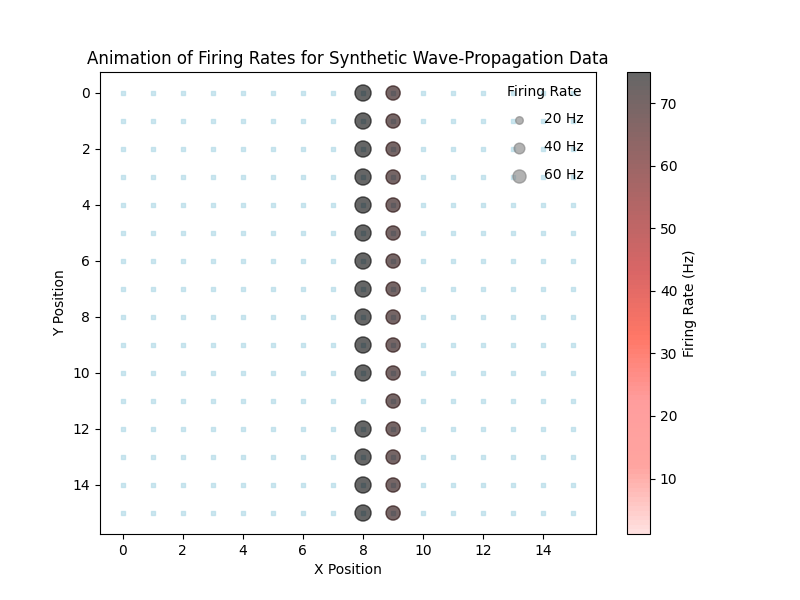 Animation of Firing Rates for Synthetic Wave-Propagation Data
Firing Rate
20 Hz
40 Hz
60 Hz
0
2
4
6
8
10
12
14
Y Position
0
2
4
6
8
10
12
14
X Position
70
60
50
40
30
20
10
Firing Rate (Hz)